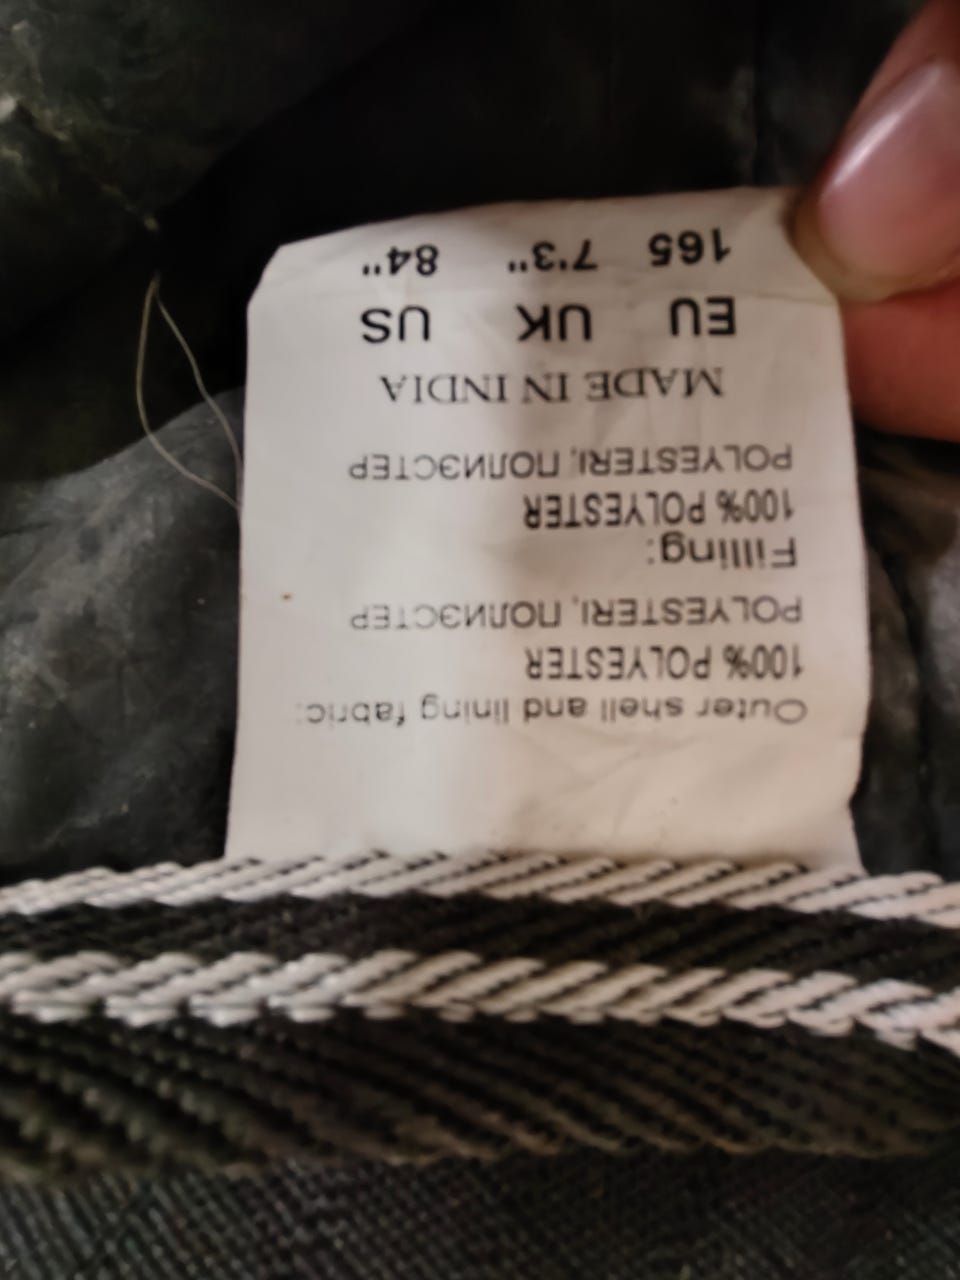 Outer shell and lining fabric:
100% POLYESTER
POLYESTERI, ПОЛИЭСТЕР
Filling:
100% POLYESTER
POLYESTERI, ПОЛИЭСТЕР
MADE IN INDIA
EU UK US
165 7'3" 84"